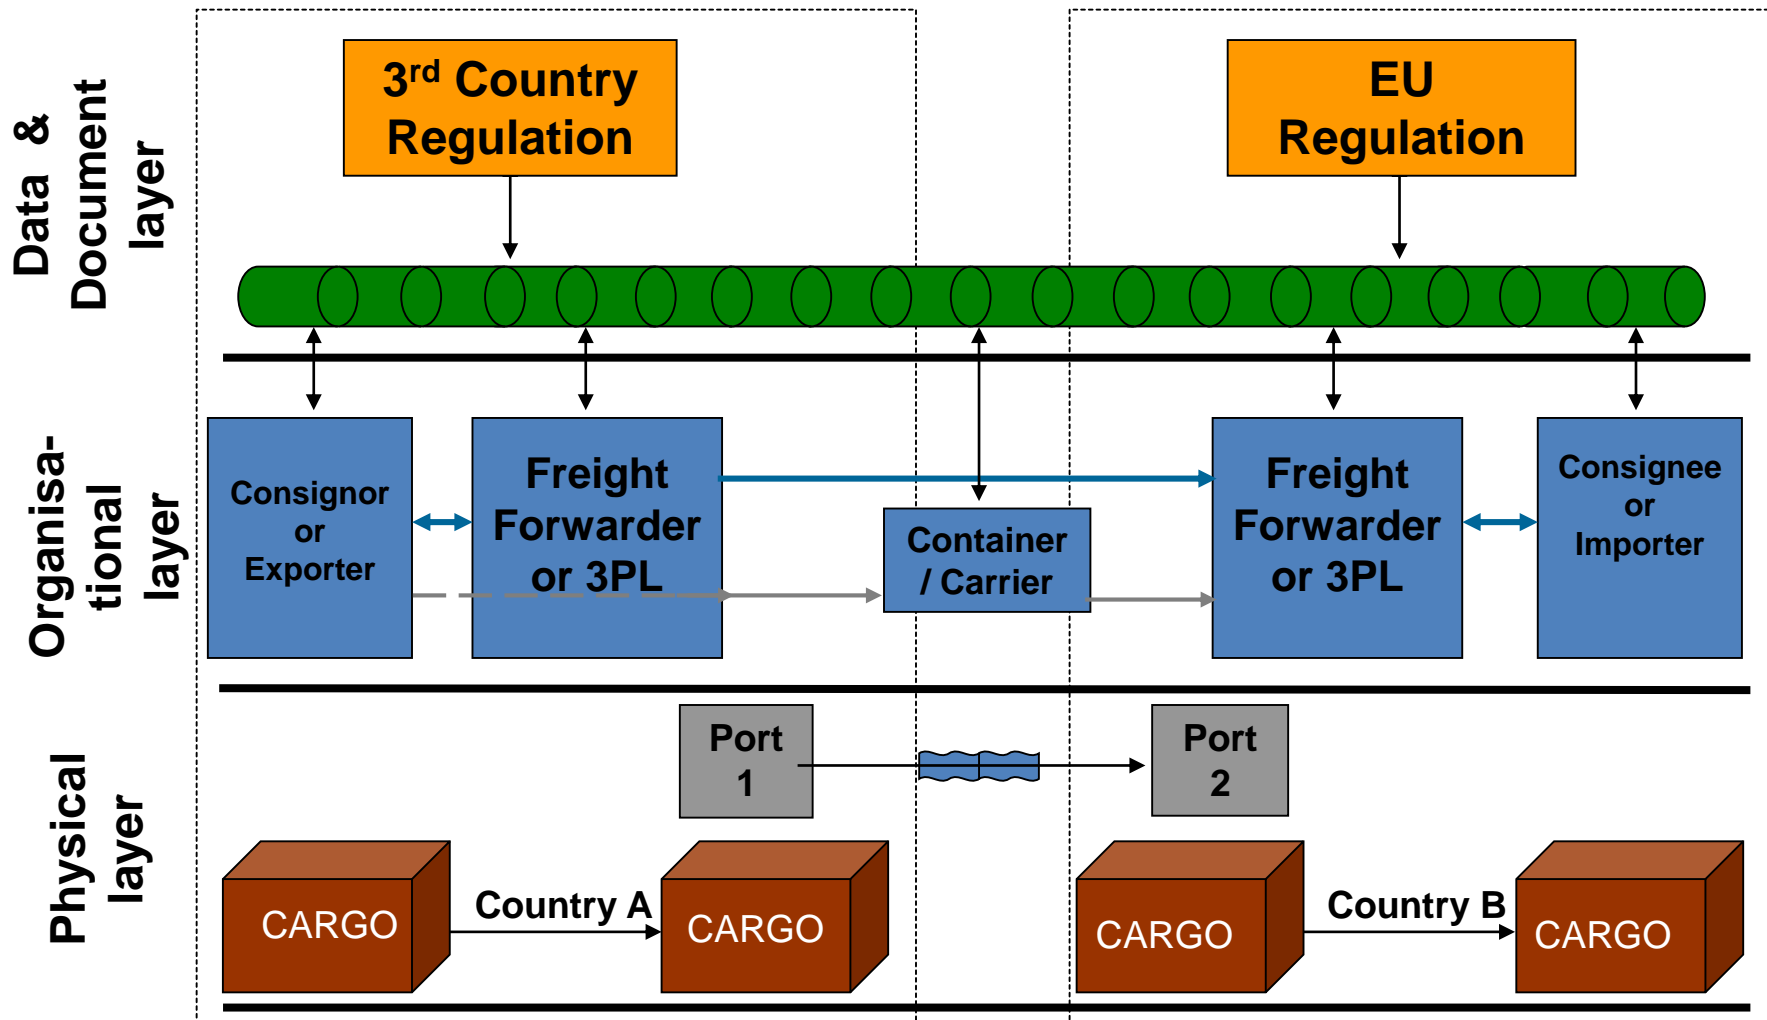 Data & 
Document
layer
3rd Country
Regulation
EU
Regulation
Organisa-
tional
layer
Consignor
or
Exporter
Freight
Forwarder
or 3PL
Container
/ Carrier
Freight
Forwarder
or 3PL
Consignee
or
Importer
Physical
layer
Port
1
Port
2
CARGO
Country A
CARGO
CARGO
Country B
CARGO